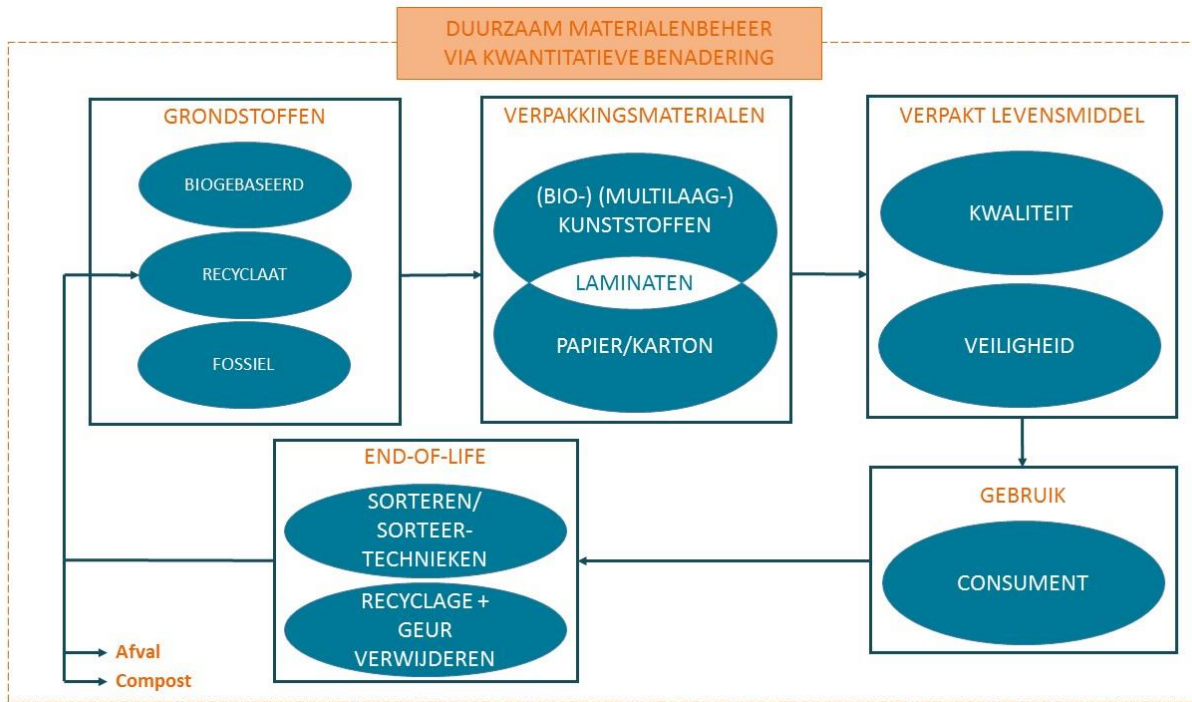 DUURZAAM MATERIALENBEHEER
VIA KWANTITATIEVE BENADERING
GRONDSTOFFEN
BIOGEBASEERD
RECYCLAAT
FOSSIEL
VERPAKKINGSMATERIALEN
(BIO-) (MULTILAAG-)
KUNSTSTOFFEN
LAMINATEN
PAPIER/KARTON
VERPAKT LEVENSMIDDEL
KWALITEIT
VEILIGHEID
GEBRUIK
CONSUMENT
END-OF-LIFE
SORTEREN/
SORTEER-
TECHNIEKEN
RECYCLAGE +
GEUR
VERWIJDEREN
Afval
Compost